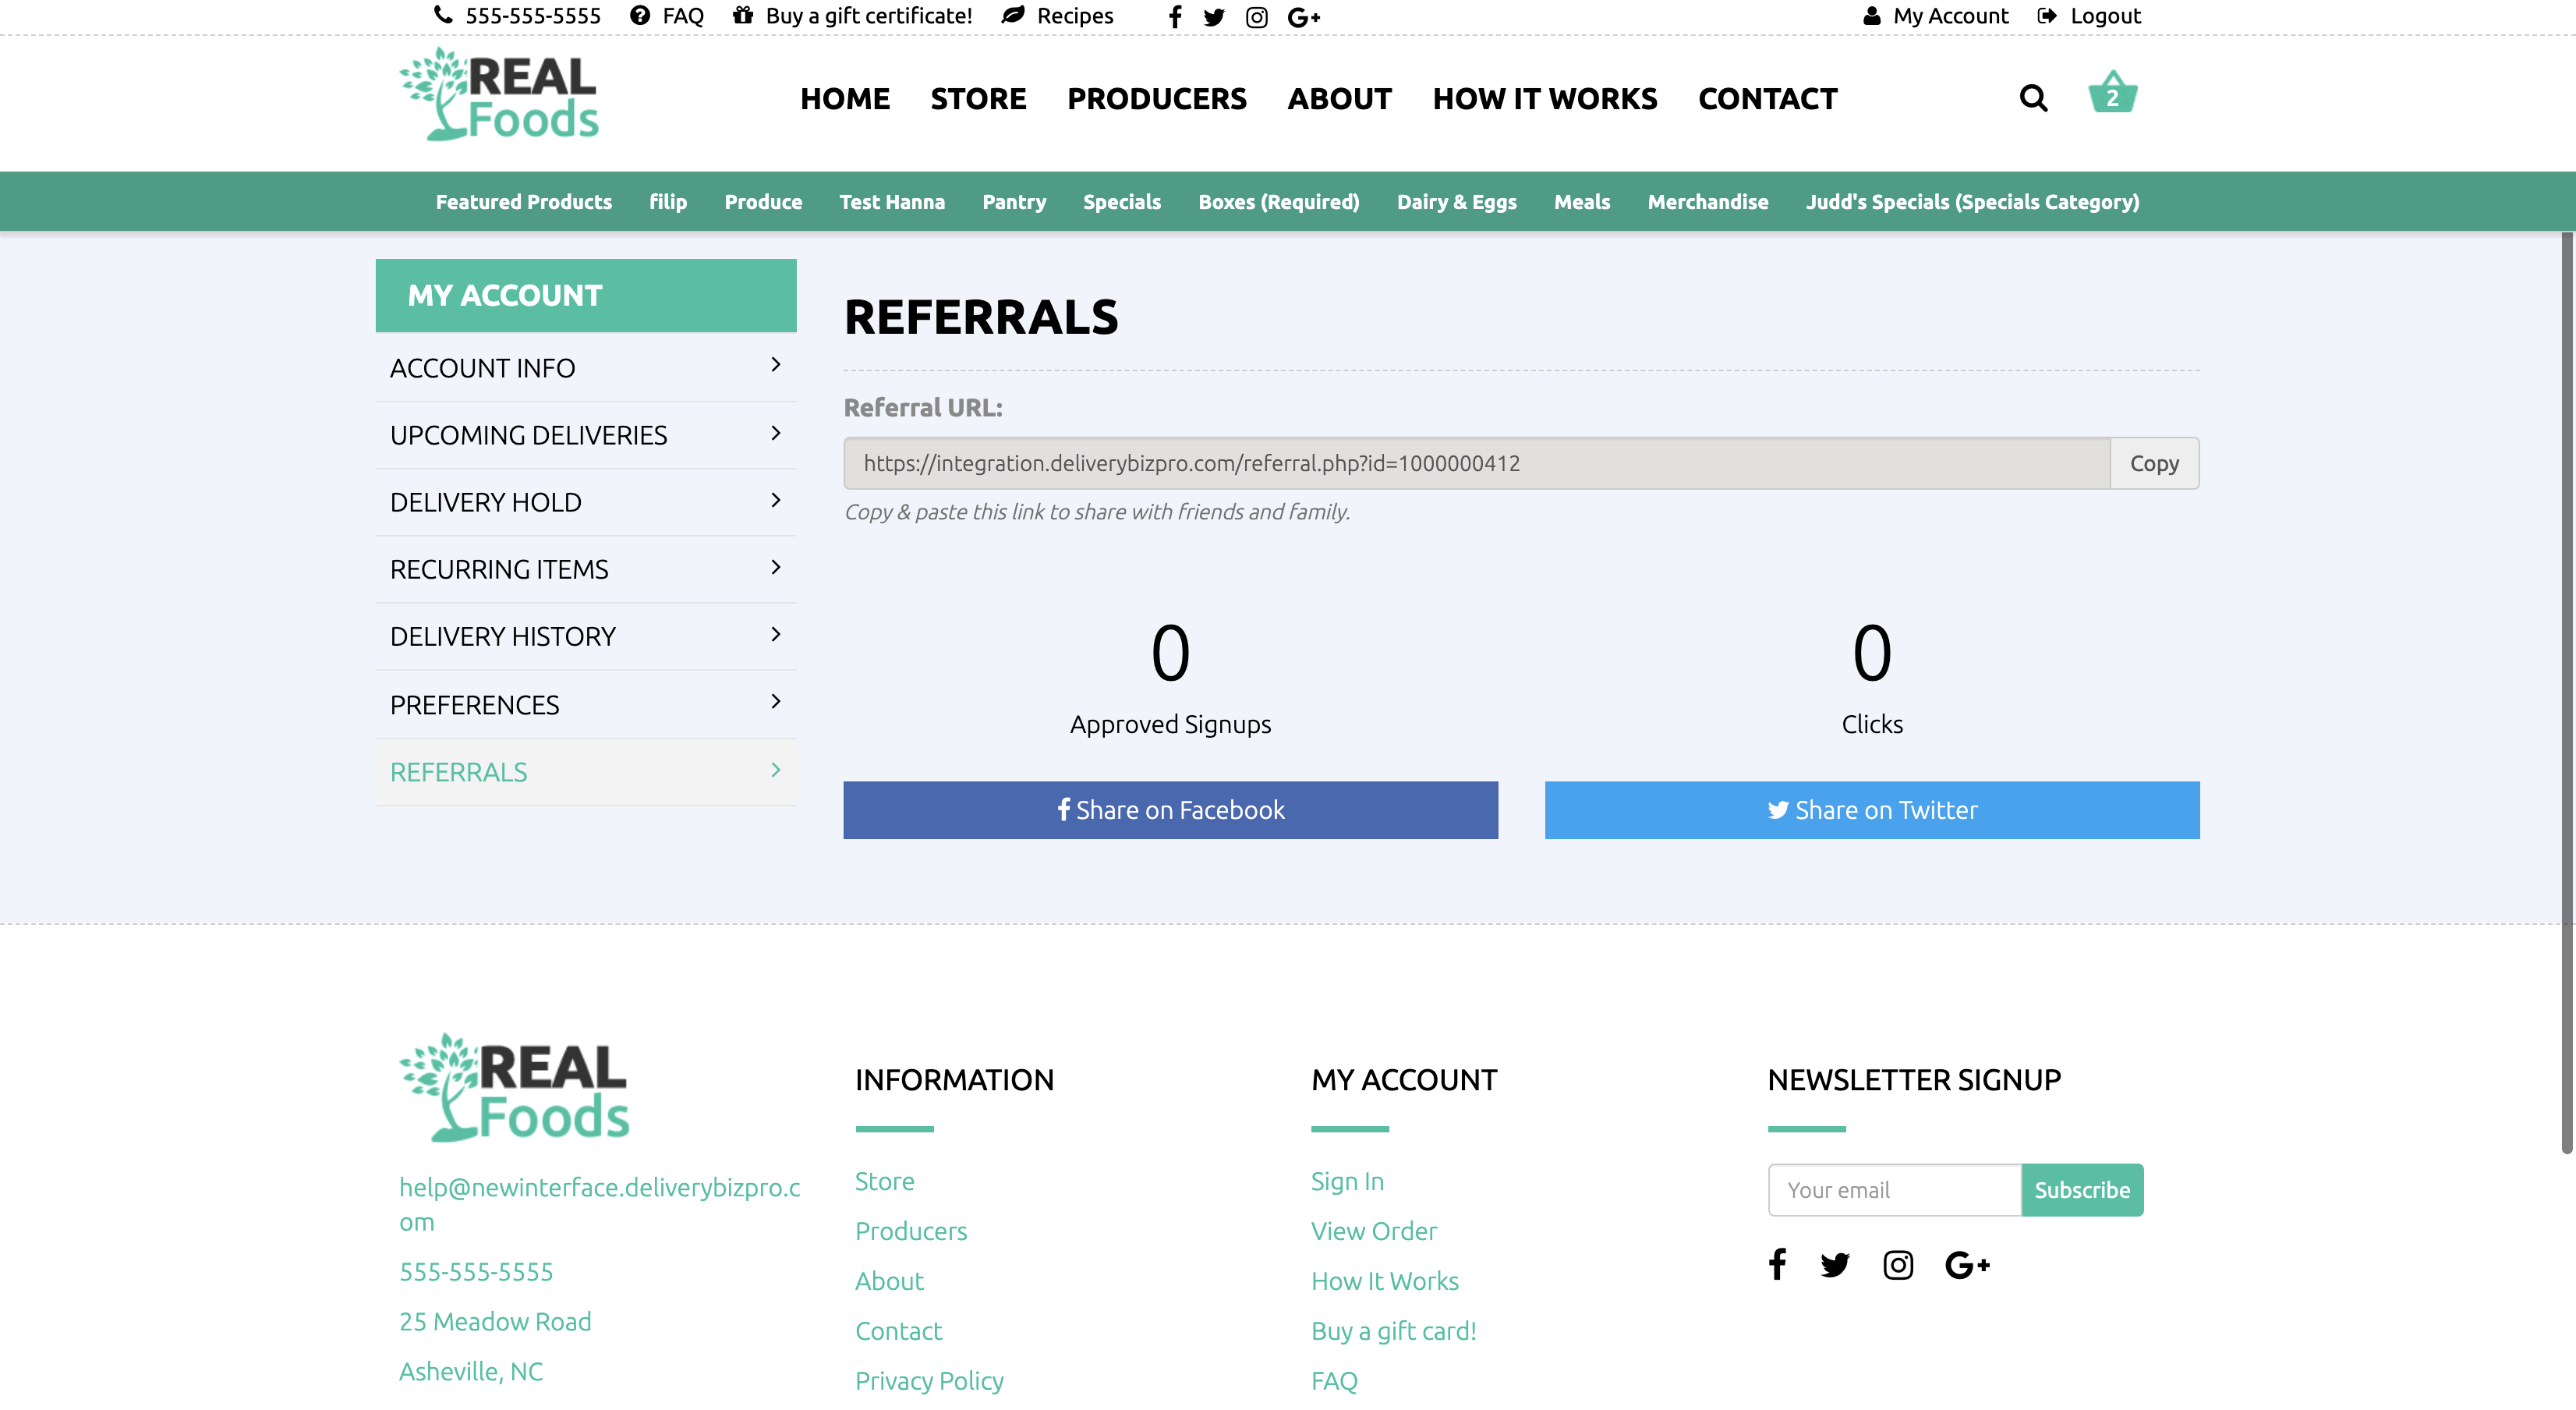 555-555-5555 FAQ Buy a gift certificate! Recipes G+ My Account Logout
REAL
Foods
HOME STORE PRODUCERS ABOUT HOW IT WORKS CONTACT 2
Featured Products filip Produce Test Hanna Pantry Specials Boxes (Required) Dairy & Eggs Meals Merchandise Judd's Specials (Specials Category)
MY ACCOUNT
ACCOUNT INFO
UPCOMING DELIVERIES
DELIVERY HOLD
RECURRING ITEMS
DELIVERY HISTORY
PREFERENCES
REFERRALS
REFERRALS
Referral URL:
https://integration.deliverybizpro.com/referral.php?id=1000000412 Copy
Copy & paste this link to share with friends and family.
0 0
Approved Signups Clicks
Share on Facebook Share on Twitter
REAL
Foods
help@newinterface.deliverybizpro.c
om
555-555-5555
25 Meadow Road
Asheville, NC
INFORMATION
Store
Producers
About
Contact
Privacy Policy
MY ACCOUNT
Sign In
View Order
How It Works
Buy a gift card!
FAQ
NEWSLETTER SIGNUP
Your email Subscribe
G+